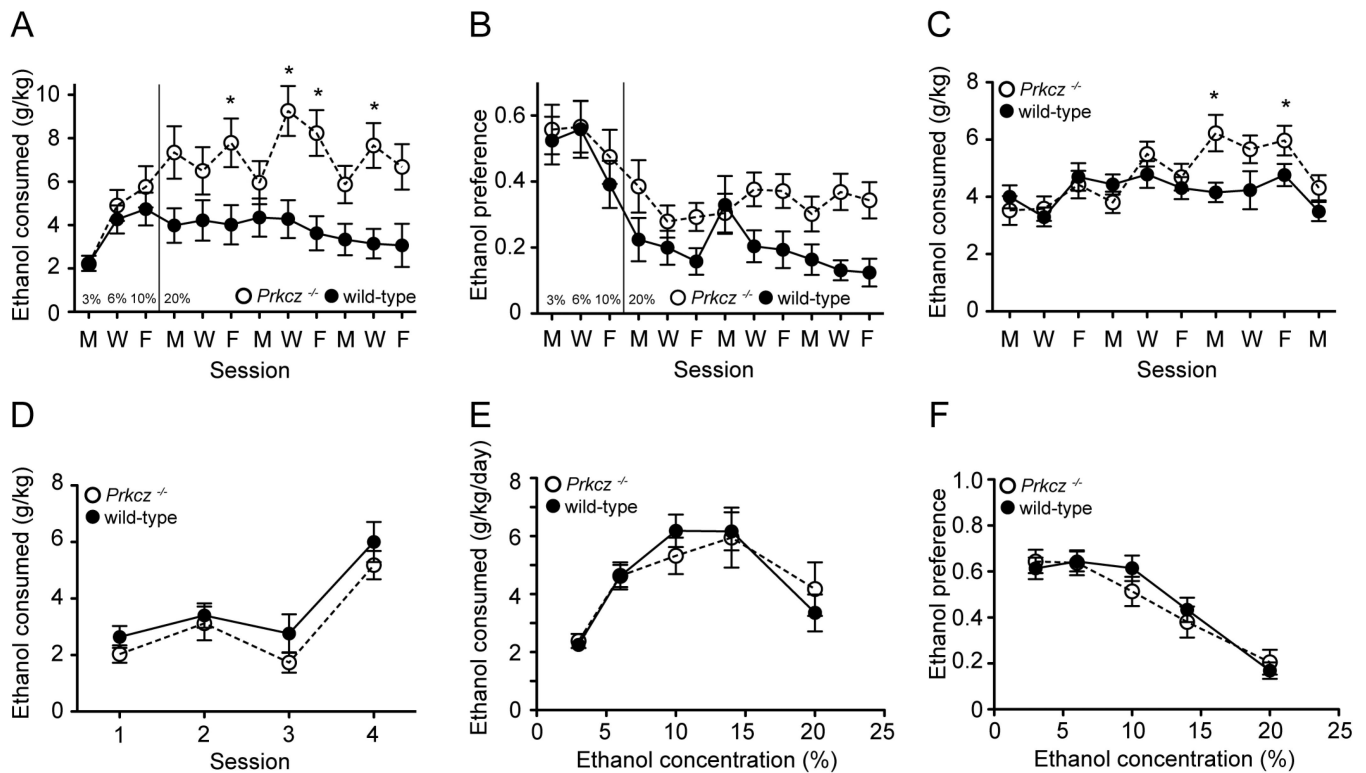 A
Ethanol consumed (g/kg)
10
8
6
4
2
0
* * * *
3% 6% 10% 20%
Prkcz -/- wild-type
M W F M W F M W F M W F
Session
B
Ethanol preference
0.6
0.4
0.2
0
3% 6% 10% 20%
Prkcz -/- wild-type
M W F M W F M W F M W F
Session
C
Ethanol consumed (g/kg)
8
6
4
2
0
Prkcz -/-
wild-type
* *
M W F M W F M W F M
Session
D
Ethanol consumed (g/kg)
8
6
4
2
0
Prkcz -/-
wild-type
1 2 3 4
Session
E
Ethanol consumed (g/kg/day)
8
6
4
2
0
Prkcz -/-
wild-type
0 5 10 15 20 25
Ethanol concentration (%)
F
Ethanol preference
1.0
0.8
0.6
0.4
0.2
0
Prkcz -/-
wild-type
0 5 10 15 20 25
Ethanol concentration (%)